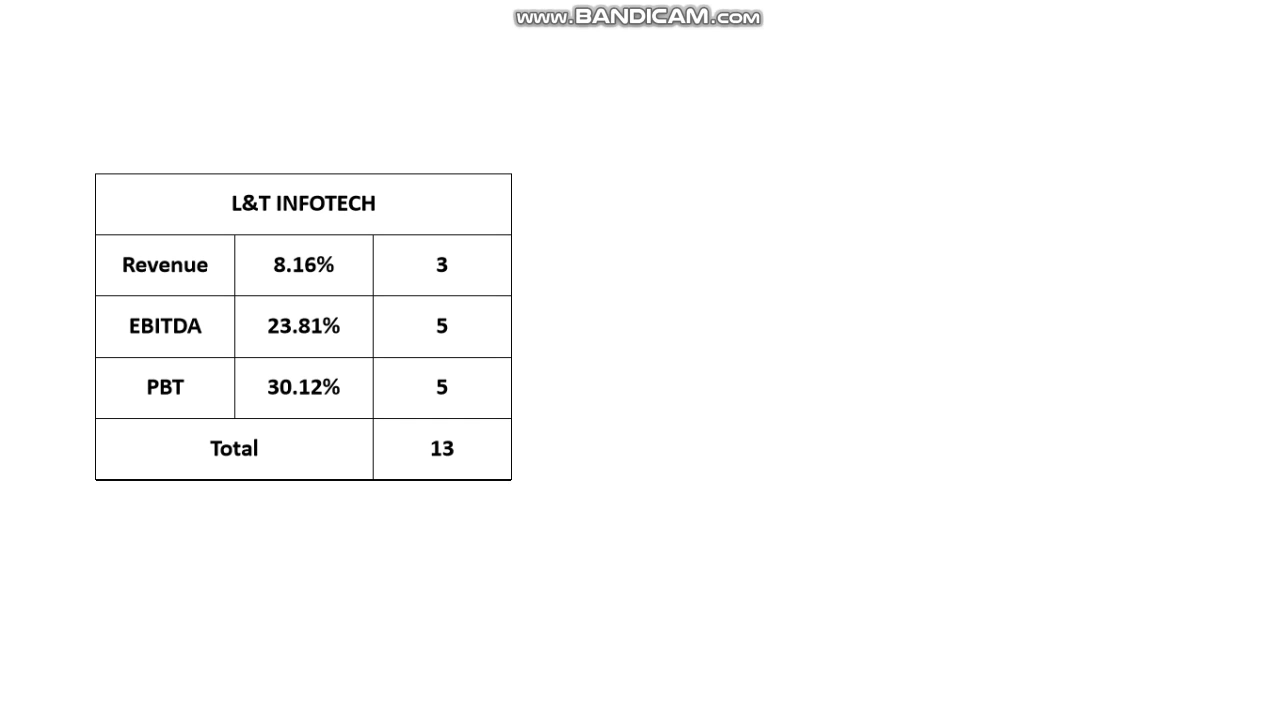 www.BANDICAM.com
L&T INFOTECH
Revenue 8.16% 3
EBITDA 23.81% 5
PBT 30.12% 5
Total 13